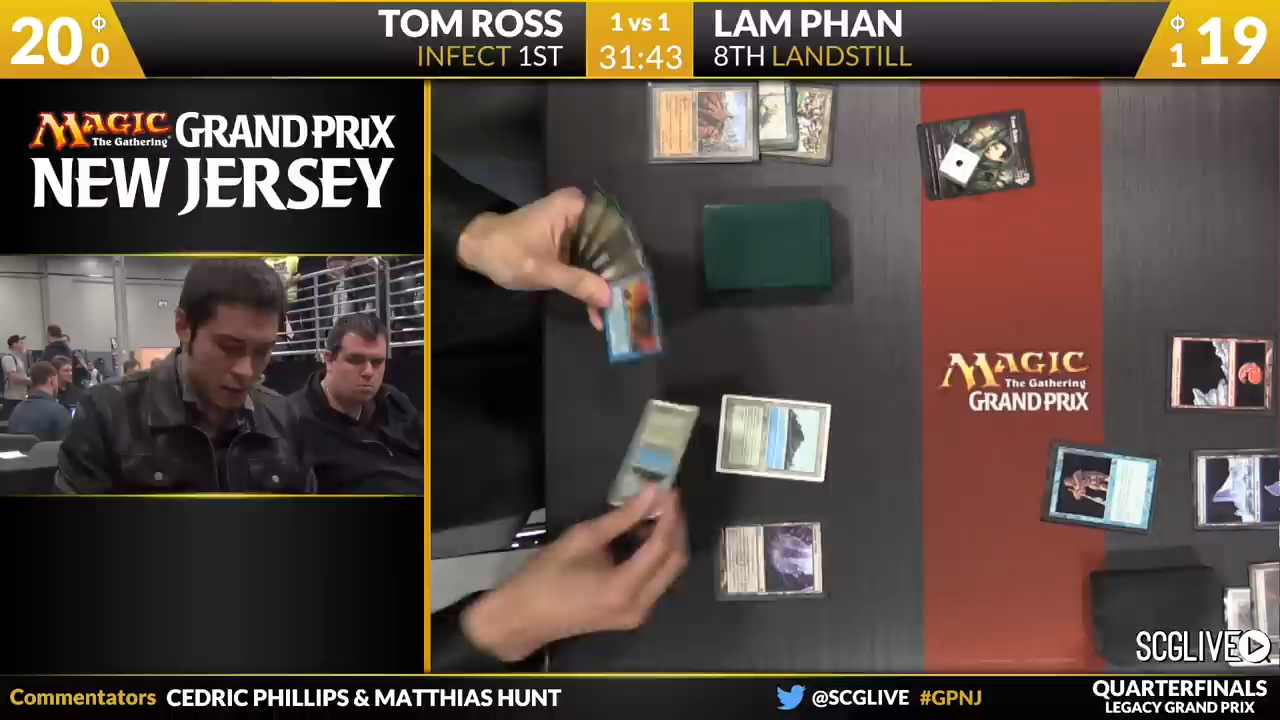 20 0
TOM ROSS
INFECT 1ST
1 vs 1
31:43
LAM PHAN
8TH LANDSTILL
1 19
MAGIC
The Gathering
GRAND PRIX
NEW JERSEY
MAGIC
The Gathering
GRAND PRIX
SCGLIVE
Commentators CEDRIC PHILLIPS & MATTHIAS HUNT
@SCGLIVE #GPNJ
QUARTERFINALS
LEGACY GRAND PRIX